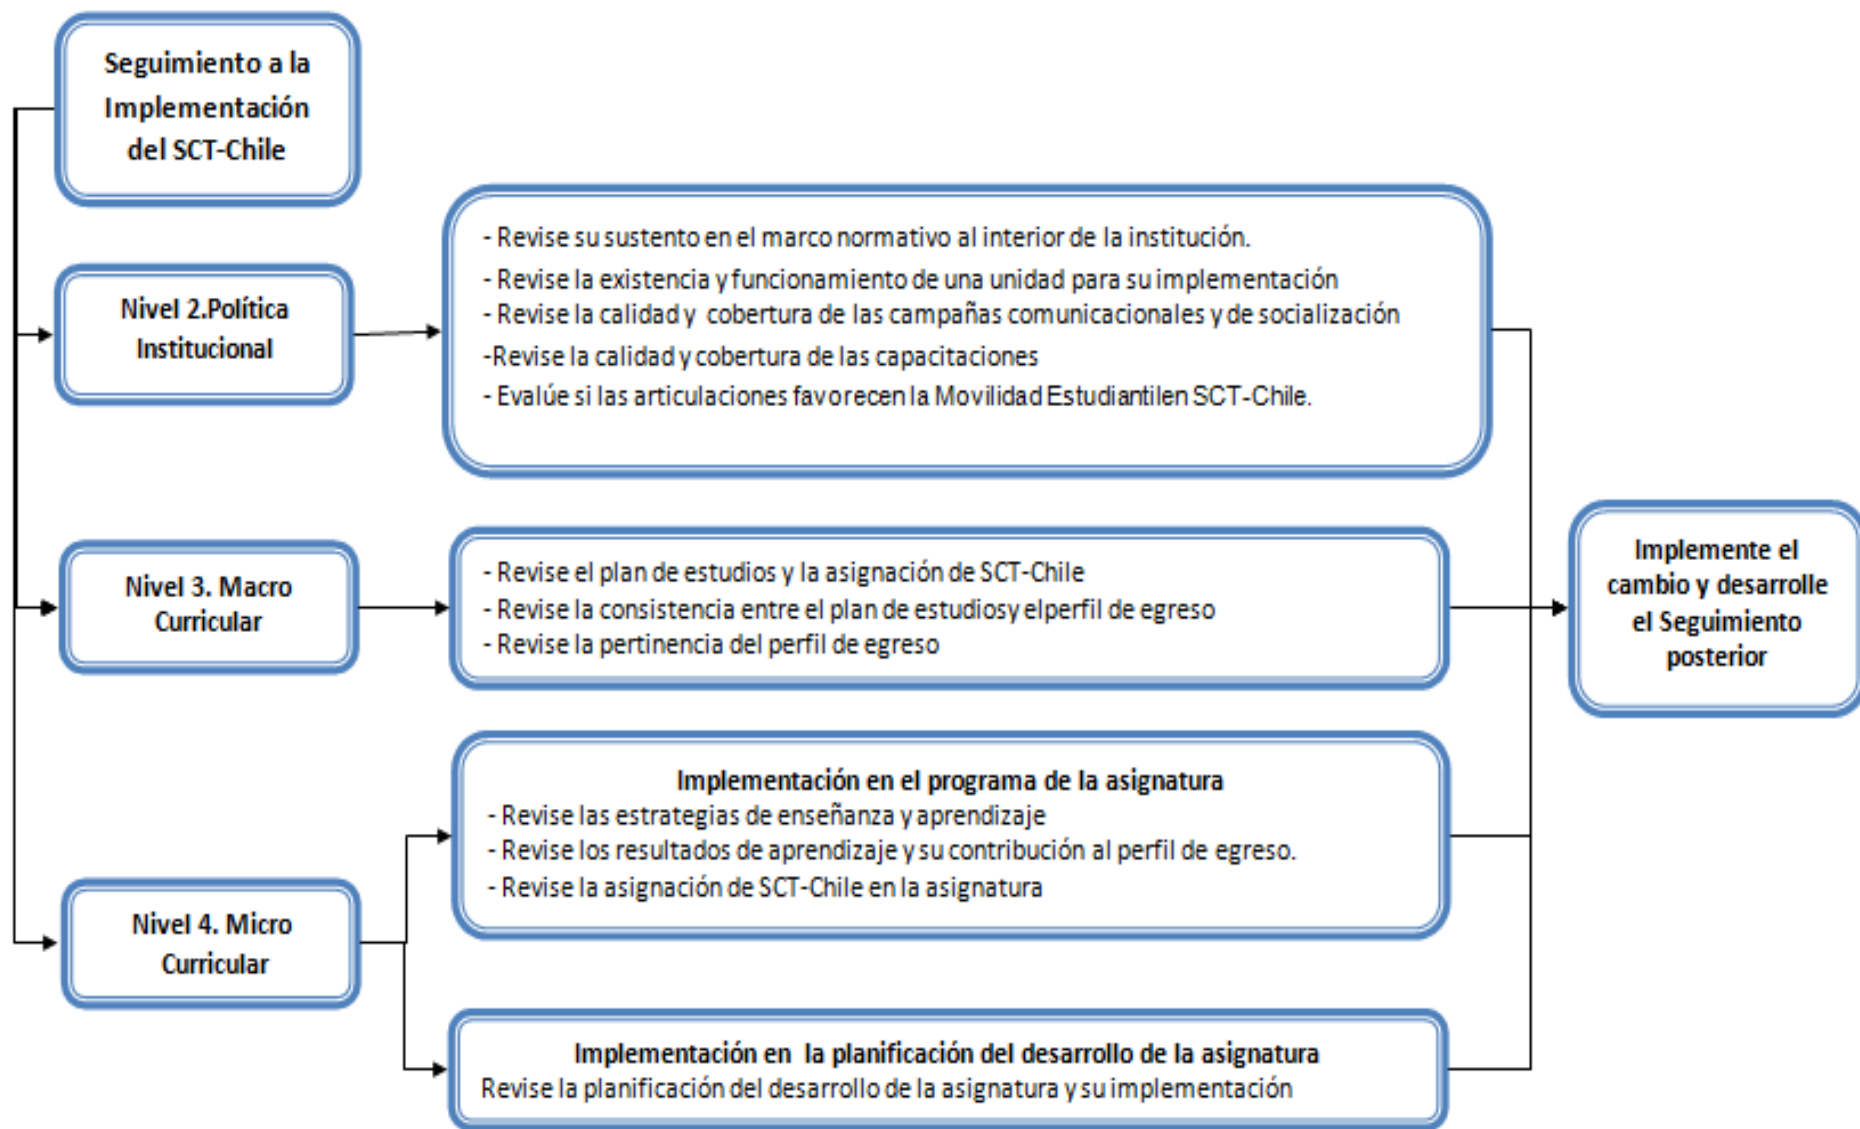 Seguimiento a la
Implementación
del SCT-Chile
Nivel 2.Política
Institucional
- Revise su sustento en el marco normativo al interior de la institución.
- Revise la existencia y funcionamiento de una unidad para su implementación
- Revise la calidad y cobertura de las campañas comunicacionales y de socialización
-Revise la calidad y cobertura de las capacitaciones
- Evalúe si las articulaciones favorecen la Movilidad Estudiantilen SCT-Chile.
Nivel 3. Macro
Curricular
- Revise el plan de estudios y la asignación de SCT-Chile
- Revise la consistencia entre el plan de estudiosy elperfil de egreso
- Revise la pertinencia del perfil de egreso
Implemente el
cambio y desarrolle
el Seguimiento
posterior
Nivel 4. Micro
Curricular
Implementación en el programa de la asignatura
- Revise las estrategias de enseñanza y aprendizaje
- Revise los resultados de aprendizaje y su contribución al perfil de egreso.
- Revise la asignación de SCT-Chile en la asignatura
Implementación en la planificación del desarrollo de la asignatura
Revise la planificación del desarrollo de la asignatura y su implementación